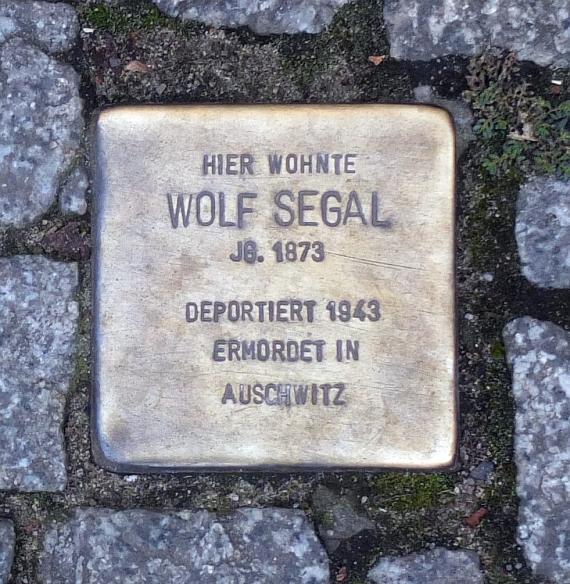 HIER WOHNTE
WOLF SEGAL
JG. 1873
DEPORTIERT 1943
ERMORDET IN
AUSCHWITZ